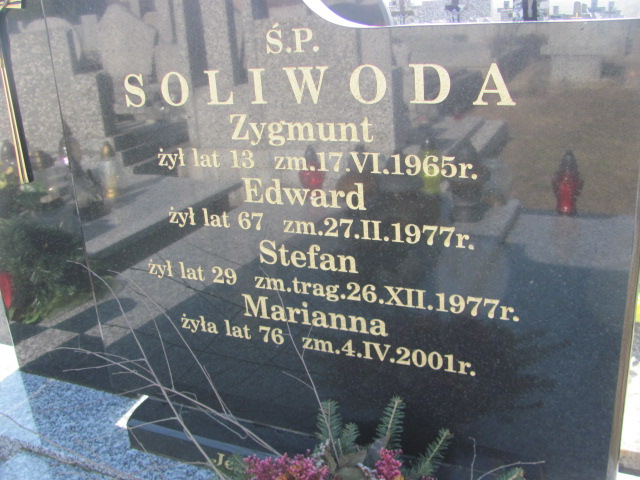 Ś.P.
SOLIWODA
Zygmunt
żył lat 13 zm.17.VI.1965r.
Edward
żył lat 67 zm.27.II.1977r.
Stefan
żył lat 29 zm.trag.26.XII.1977r.
Marianna
żyła lat 76 zm.4.IV.2001r.